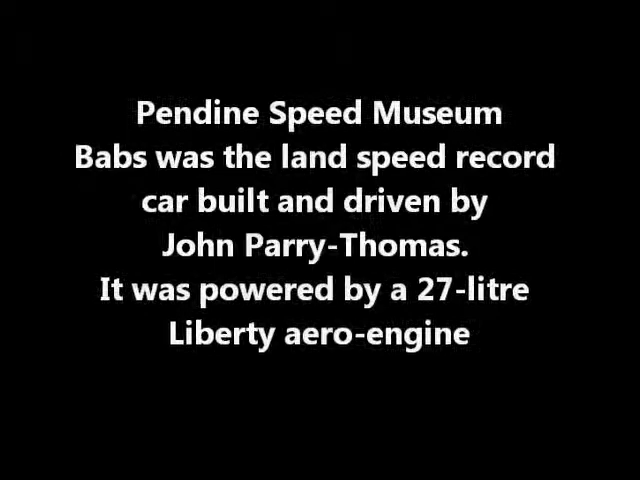 Pendine Speed Museum
Babs was the land speed record
car built and driven by
John Parry-Thomas.
It was powered by a 27-litre
Liberty aero-engine